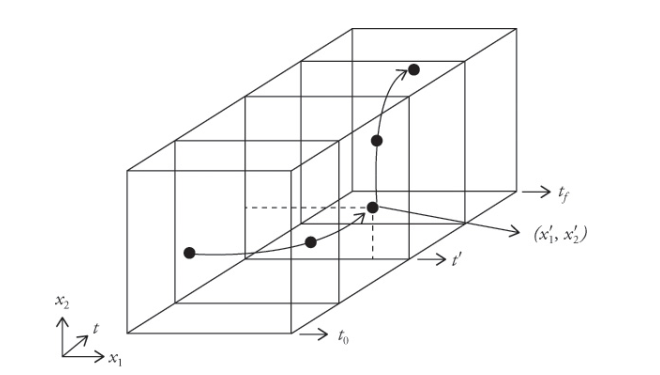 t_f
(x'_1, x'_2)
t'
x_2
t
t_0
x_1